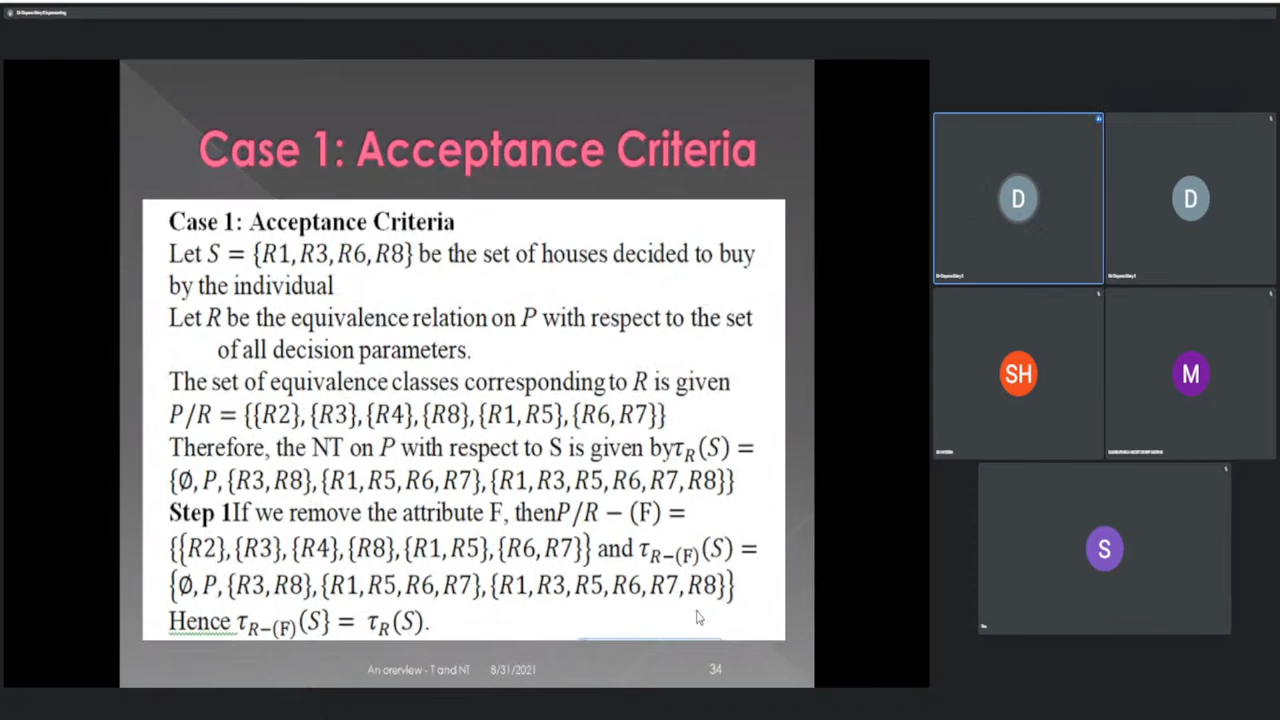 Case 1: Acceptance Criteria
Case 1: Acceptance Criteria
Let S = {R1, R3, R6, R8} be the set of houses decided to buy
by the individual
Let R be the equivalence relation on P with respect to the set
of all decision parameters.
The set of equivalence classes corresponding to R is given
P/R = {{R2}, {R3}, {R4}, {R8}, {R1, R5}, {R6, R7}}
Therefore, the NT on P with respect to S is given byτ_R(S) =
{∅, P, {R3, R8}, {R1, R5, R6, R7}, {R1, R3, R5, R6, R7, R8}}
Step 1If we remove the attribute F, thenP/R − (F) =
{{R2}, {R3}, {R4}, {R8}, {R1, R5}, {R6, R7}} and τ_R−(F)(S) =
{∅, P, {R3, R8}, {R1, R5, R6, R7}, {R1, R3, R5, R6, R7, R8}}
Hence τ_R−(F)(S} = τ_R(S).
An orerview - T and NT 8/31/2021 34
D
D
SH
M
S